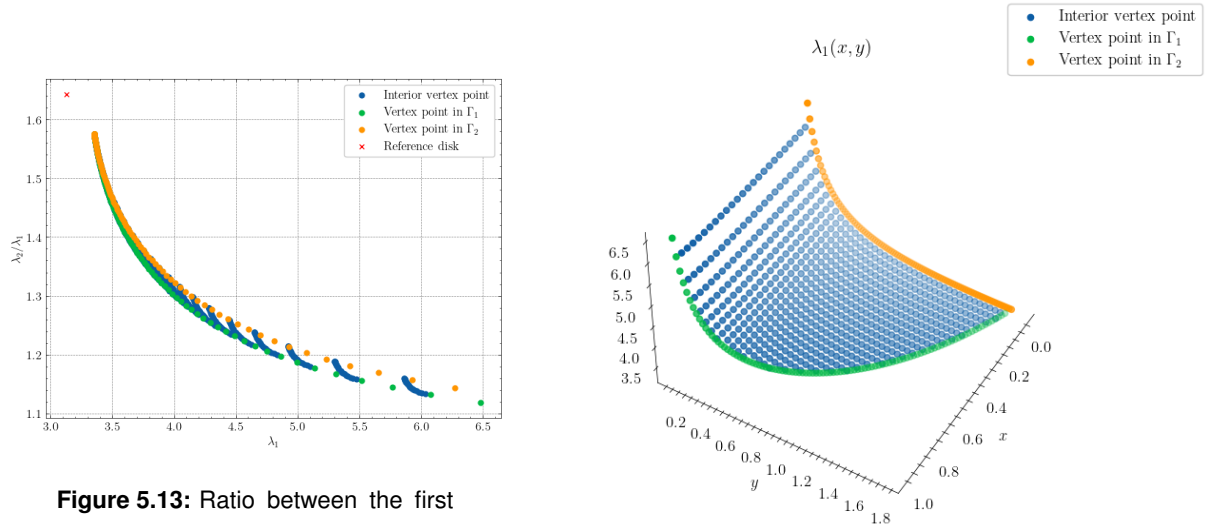 Interior vertex point
Vertex point in Γ₁
Vertex point in Γ₂
Reference disk
1.6
1.5
1.4
1.3
1.2
1.1
λ₂/λ₁
3.0 3.5 4.0 4.5 5.0 5.5 6.0 6.5
λ₁
Figure 5.13: Ratio between the first
Interior vertex point
Vertex point in Γ₁
Vertex point in Γ₂
λ₁(x, y)
6.5
6.0
5.5
5.0
4.5
4.0
3.5
0.2 0.4 0.6 0.8 1.0 1.2 1.4 1.6 1.8
y
0.0
0.2
0.4
0.6
0.8
1.0
x